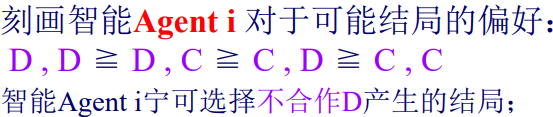 刻画智能Agent i 对于可能结局的偏好：
D , D ≧ D , C ≧ C , D ≧ C , C
智能Agent i宁可选择不合作D产生的结局；